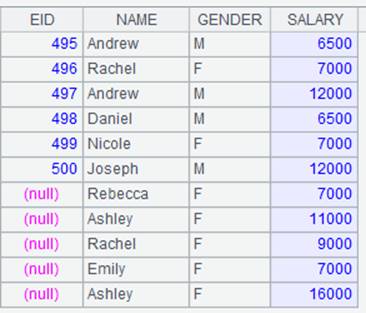 EID NAME GENDER SALARY
495 Andrew M 6500
496 Rachel F 7000
497 Andrew M 12000
498 Daniel M 6500
499 Nicole F 7000
500 Joseph M 12000
(null) Rebecca F 7000
(null) Ashley F 11000
(null) Rachel F 9000
(null) Emily F 7000
(null) Ashley F 16000